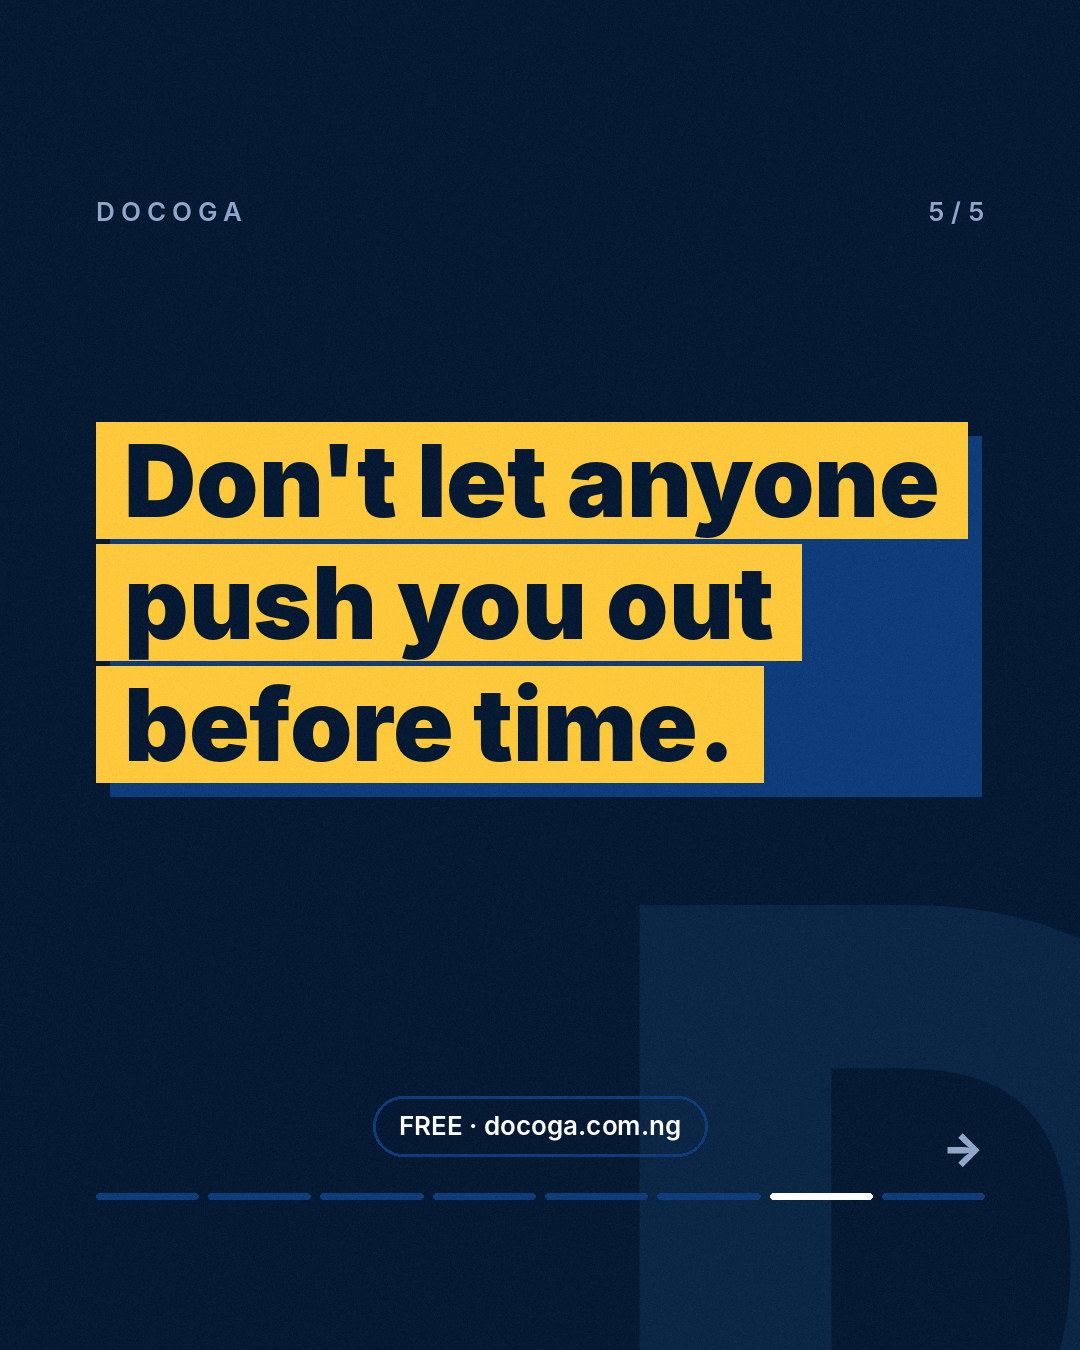 DOCOGA
5 / 5
Don't let anyone
push you out
before time.
FREE · docoga.com.ng